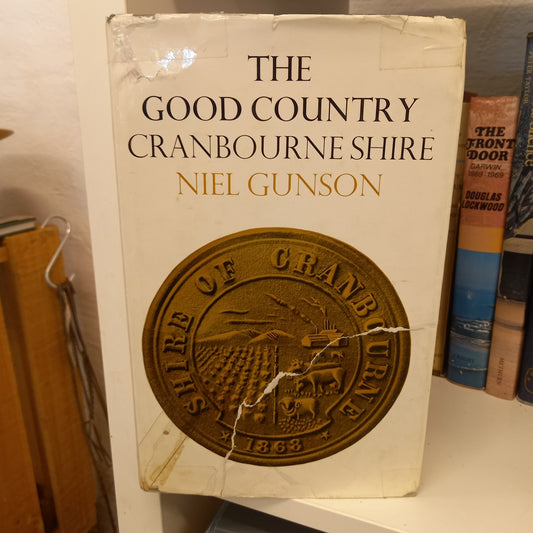 THE
GOOD COUNTRY
CRANBOURNE SHIRE
NIEL GUNSON
SHIRE OF CRANBOURNE
1868
THE
FRONT
DOOR
DARWIN
1869-1969
DOUGLAS
LOCKWOOD